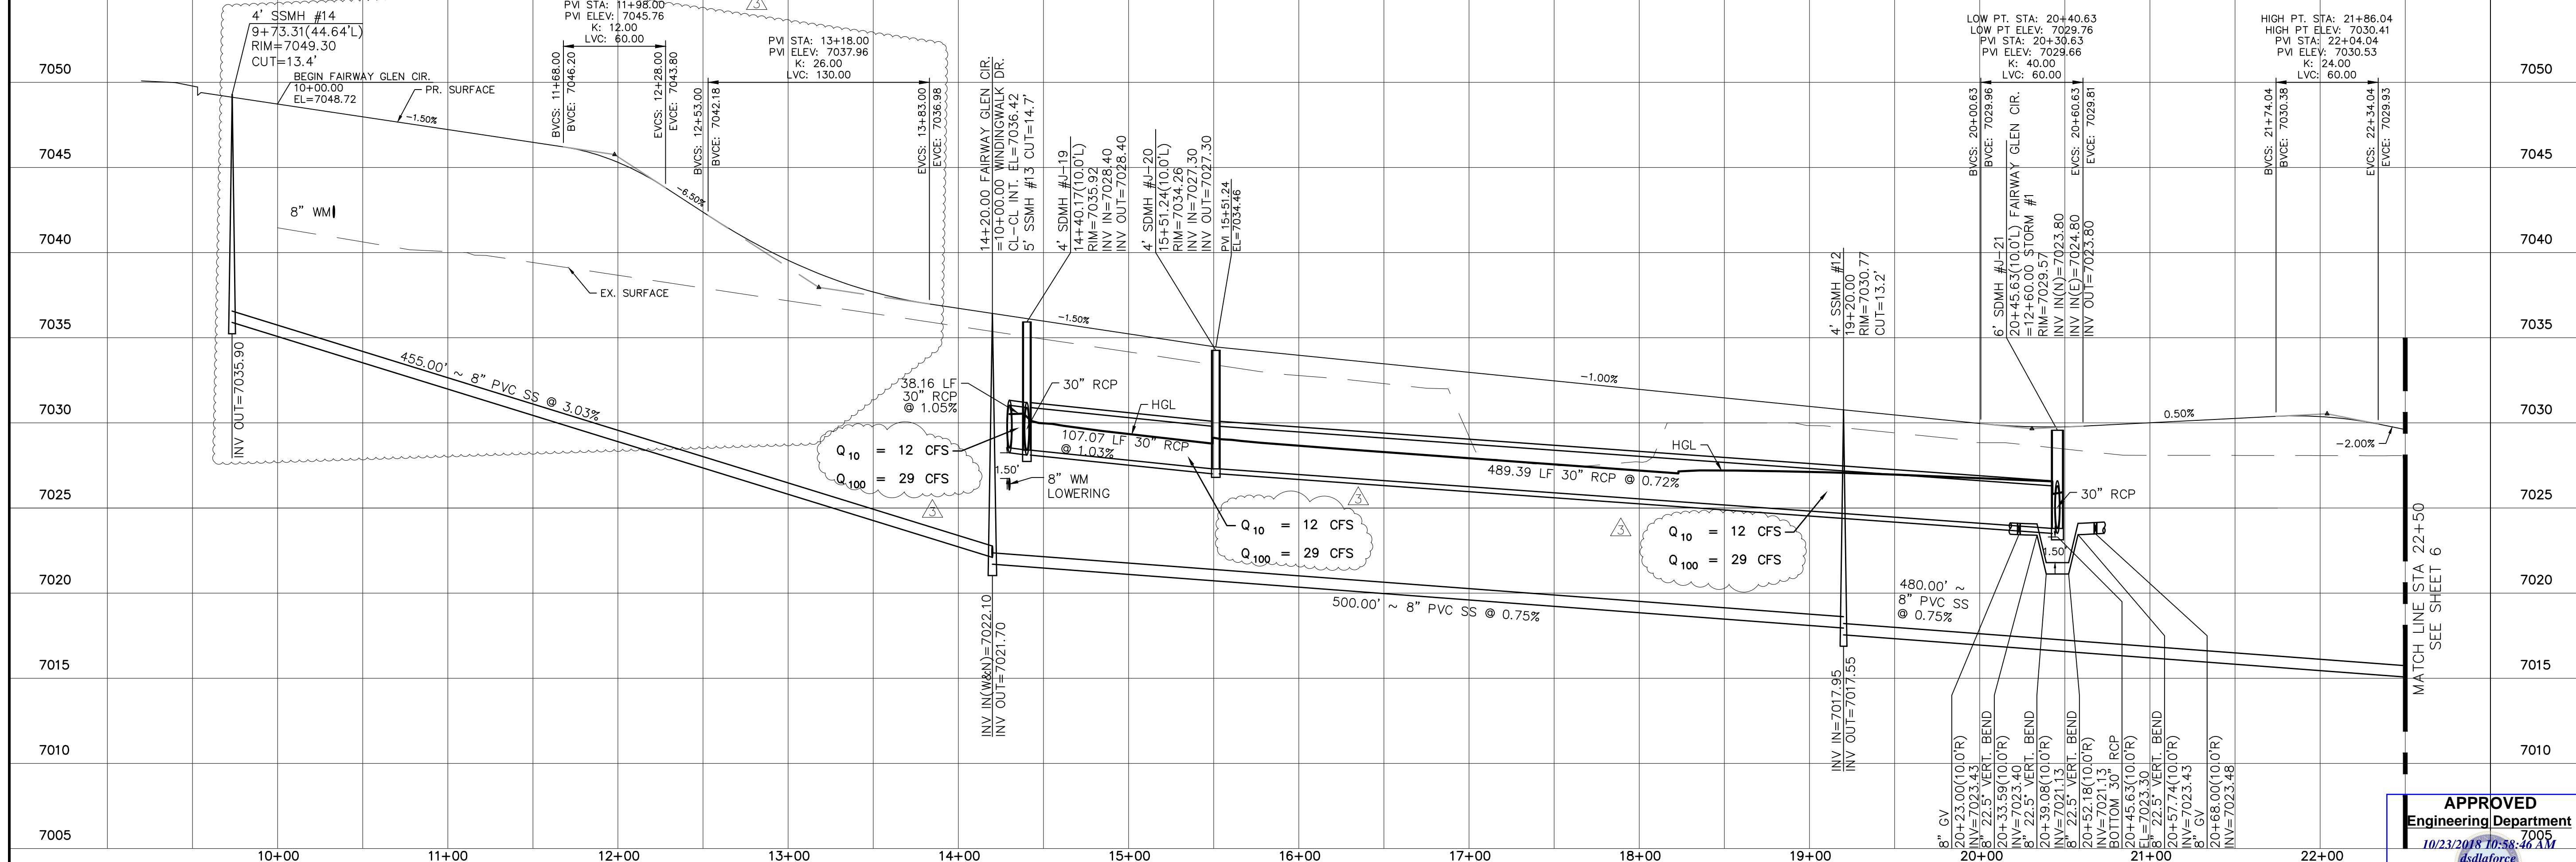 4' SSMH #14
9+73.31(44.64'L)
RIM=7049.30
CUT=13.4'
BEGIN FAIRWAY GLEN CIR.
10+00.00
EL=7048.72
PR. SURFACE
-1.50%
PVI STA: 11+98.00
PVI ELEV: 7045.76
K: 12.00
LVC: 60.00
BVCS: 11+68.00
BVCE: 7046.20
EVCS: 12+28.00
EVCE: 7043.80
3
PVI STA: 13+18.00
PVI ELEV: 7037.96
K: 26.00
LVC: 130.00
BVCS: 12+53.00
BVCE: 7042.18
EVCS: 13+83.00
EVCE: 7036.98
-6.50%
8" WM
EX. SURFACE
14+20.00 FAIRWAY GLEN CIR.
=10+00.00 WINDINGWALK DR.
CL-CL INT. EL=7036.42
5' SSMH #13 CUT=14.7'
4' SDMH #J-19
14+40.17(10.0'L)
RIM=7035.92
INV IN=7028.40
INV OUT=7028.40
4' SDMH #J-20
15+51.24(10.0'L)
RIM=7034.26
INV IN=7027.30
INV OUT=7027.30
PVI 15+51.24
EL=7034.46
-1.50%
-1.00%
4' SSMH #12
19+20.00
RIM=7030.77
CUT=13.2'
LOW PT. STA: 20+40.63
LOW PT ELEV: 7029.76
PVI STA: 20+30.63
PVI ELEV: 7029.66
K: 40.00
LVC: 60.00
BVCS: 20+00.63
BVCE: 7029.96
EVCS: 20+60.63
EVCE: 7029.81
6' SDMH #J-21
20+45.63(10.0'L) FAIRWAY GLEN CIR.
=12+60.00 STORM #1
RIM=7029.57
INV IN(N)=7023.80
INV IN(E)=7024.80
INV OUT=7023.80
HIGH PT. STA: 21+86.04
HIGH PT ELEV: 7030.41
PVI STA: 22+04.04
PVI ELEV: 7030.53
K: 24.00
LVC: 60.00
BVCS: 21+74.04
BVCE: 7030.38
EVCS: 22+34.04
EVCE: 7029.93
0.50%
-2.00%
7050
7045
7040
7035
7030
7025
7020
7015
7010
7005
7050
7045
7040
7035
7030
7025
7020
7015
7010
7005
INV OUT=7035.90
455.00' ~ 8" PVC SS @ 3.03%
38.16 LF
30" RCP
@ 1.05%
30" RCP
HGL
107.07 LF 30" RCP
@ 1.03%
Q10 = 12 CFS
Q100 = 29 CFS
3
1.50'
8" WM
LOWERING
Q10 = 12 CFS
Q100 = 29 CFS
3
HGL
489.39 LF 30" RCP @ 0.72%
3
Q10 = 12 CFS
Q100 = 29 CFS
30" RCP
1.50'
INV IN(W&N)=7022.10
INV OUT=7021.70
500.00' ~ 8" PVC SS @ 0.75%
480.00' ~
8" PVC SS
@ 0.75%
INV IN=7017.95
INV OUT=7017.55
8" GV
20+23.00(10.0'R)
INV=7023.43
8" 22.5° VERT. BEND
20+33.59(10.0'R)
INV=7023.40
8" 22.5° VERT. BEND
20+39.08(10.0'R)
INV=7021.13
8" 22.5° VERT. BEND
20+52.18(10.0'R)
INV=7021.13
BOTTOM 30" RCP
20+45.63(10.0'R)
EL=7023.30
8" 22.5° VERT. BEND
20+57.74(10.0'R)
INV=7023.43
8" GV
20+68.00(10.0'R)
INV=7023.48
MATCH LINE STA 22+50
SEE SHEET 6
10+00 11+00 12+00 13+00 14+00 15+00 16+00 17+00 18+00 19+00 20+00 21+00 22+00
APPROVED
Engineering Department
10/23/2018 10:58:46 AM
dsdlaforce